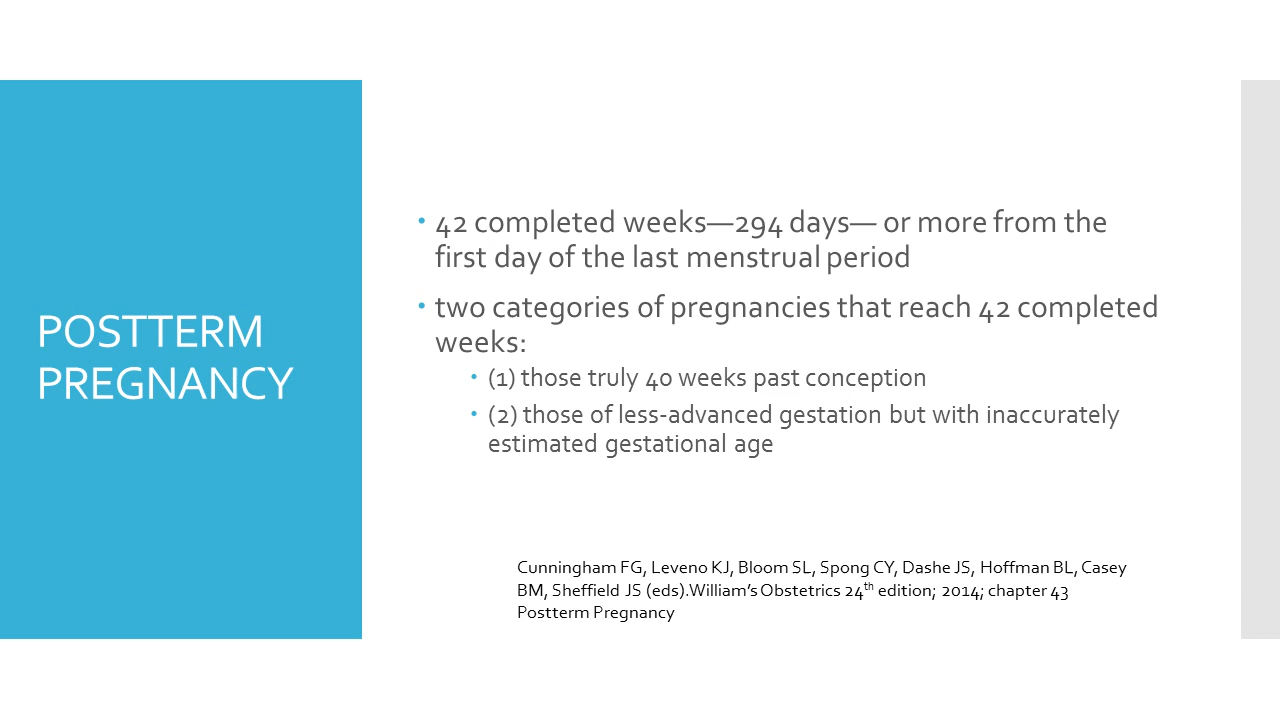 POSTTERM
PREGNANCY
• 42 completed weeks—294 days— or more from the
first day of the last menstrual period
• two categories of pregnancies that reach 42 completed
weeks:
• (1) those truly 40 weeks past conception
• (2) those of less-advanced gestation but with inaccurately
estimated gestational age
Cunningham FG, Leveno KJ, Bloom SL, Spong CY, Dashe JS, Hoffman BL, Casey
BM, Sheffield JS (eds).William’s Obstetrics 24th edition; 2014; chapter 43
Postterm Pregnancy